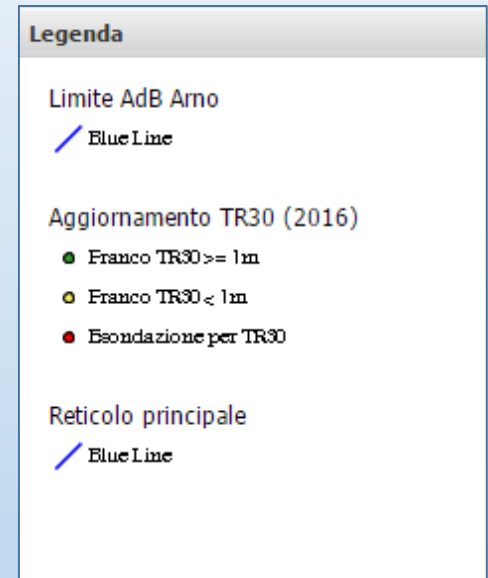 Legenda
Limite AdB Arno
Blue Line
Aggiornamento TR30 (2016)
Franco TR30 >= 1m
Franco TR30 < 1m
Esondazione per TR30
Reticolo principale
Blue Line